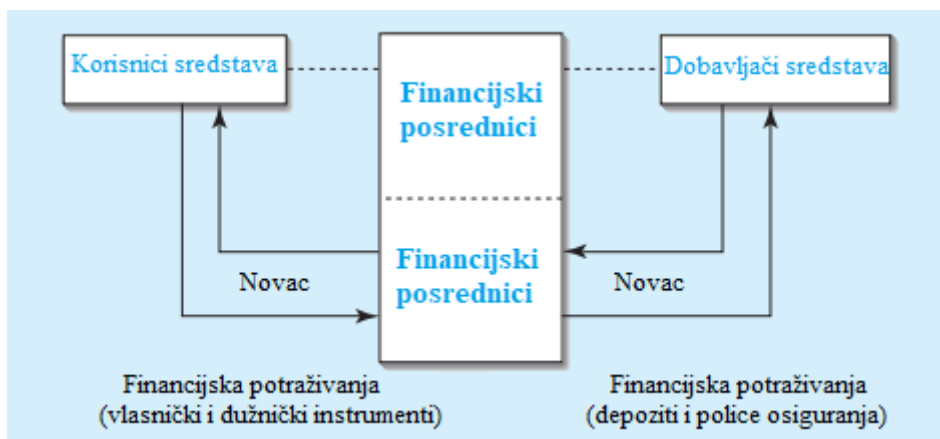 Korisnici sredstava
Financijski
posrednici
Dobavljači sredstava
Financijski
posrednici
Novac
Novac
Financijska potraživanja
(vlasnički i dužnički instrumenti)
Financijska potraživanja
(depoziti i police osiguranja)